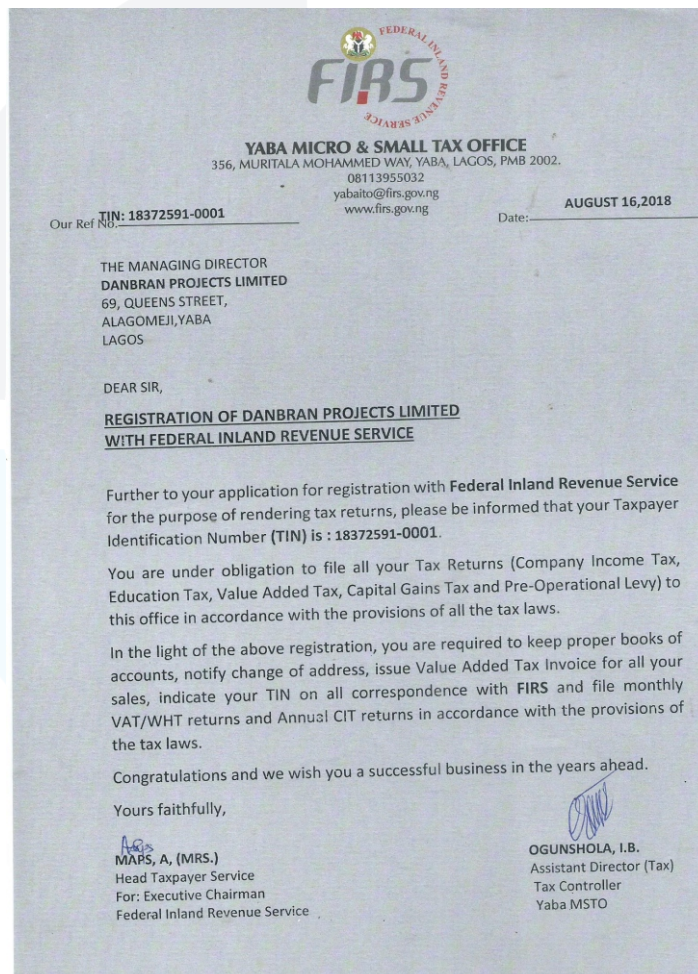 FEDERAL INLAND REVENUE SERVICE
FIRS
YABA MICRO & SMALL TAX OFFICE
356, MURITALA MOHAMMED WAY, YABA, LAGOS, PMB 2002.
08113955032
yabaito@firs.gov.ng
www.firs.gov.ng
Our Ref No. TIN: 18372591-0001
Date: AUGUST 16,2018
THE MANAGING DIRECTOR
DANBRAN PROJECTS LIMITED
69, QUEENS STREET,
ALAGOMEJI,YABA
LAGOS
DEAR SIR,
REGISTRATION OF DANBRAN PROJECTS LIMITED
WITH FEDERAL INLAND REVENUE SERVICE
Further to your application for registration with Federal Inland Revenue Service
for the purpose of rendering tax returns, please be informed that your Taxpayer
Identification Number (TIN) is : 18372591-0001.
You are under obligation to file all your Tax Returns (Company Income Tax,
Education Tax, Value Added Tax, Capital Gains Tax and Pre-Operational Levy) to
this office in accordance with the provisions of all the tax laws.
In the light of the above registration, you are required to keep proper books of
accounts, notify change of address, issue Value Added Tax Invoice for all your
sales, indicate your TIN on all correspondence with FIRS and file monthly
VAT/WHT returns and Annual CIT returns in accordance with the provisions of
the tax laws.
Congratulations and we wish you a successful business in the years ahead.
Yours faithfully,
MAPS, A, (MRS.)
Head Taxpayer Service
For: Executive Chairman
Federal Inland Revenue Service
OGUNSHOLA, I.B.
Assistant Director (Tax)
Tax Controller
Yaba MSTO